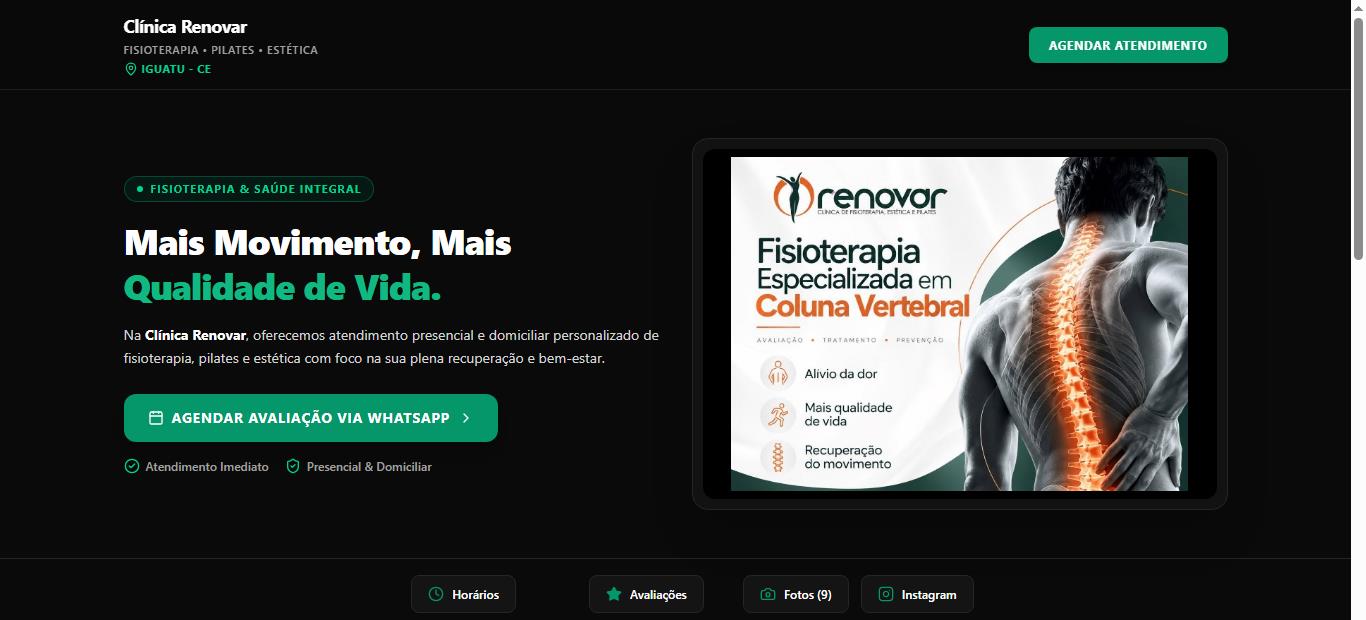 Clínica Renovar
FISIOTERAPIA • PILATES • ESTÉTICA
IGUATU - CE
AGENDAR ATENDIMENTO
FISIOTERAPIA & SAÚDE INTEGRAL
Mais Movimento, Mais
Qualidade de Vida.
Na Clínica Renovar, oferecemos atendimento presencial e domiciliar personalizado de
fisioterapia, pilates e estética com foco na sua plena recuperação e bem-estar.
AGENDAR AVALIAÇÃO VIA WHATSAPP
Atendimento Imediato
Presencial & Domiciliar
renovar
CLÍNICA DE FISIOTERAPIA, ESTÉTICA E PILATES
Fisioterapia
Especializada em
Coluna Vertebral
AVALIAÇÃO • TRATAMENTO • PREVENÇÃO
Alívio da dor
Mais qualidade
de vida
Recuperação
do movimento
Horários
Avaliações
Fotos (9)
Instagram